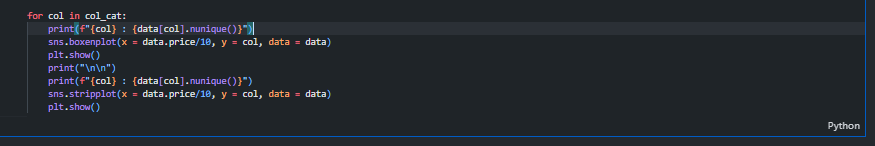 for col in col_cat:
    print(f"{col} : {data[col].nunique()}")
    sns.boxenplot(x = data.price/10, y = col, data = data)
    plt.show()
    print("\n\n")
    print(f"{col} : {data[col].nunique()}")
    sns.stripplot(x = data.price/10, y = col, data = data)
    plt.show()
Python